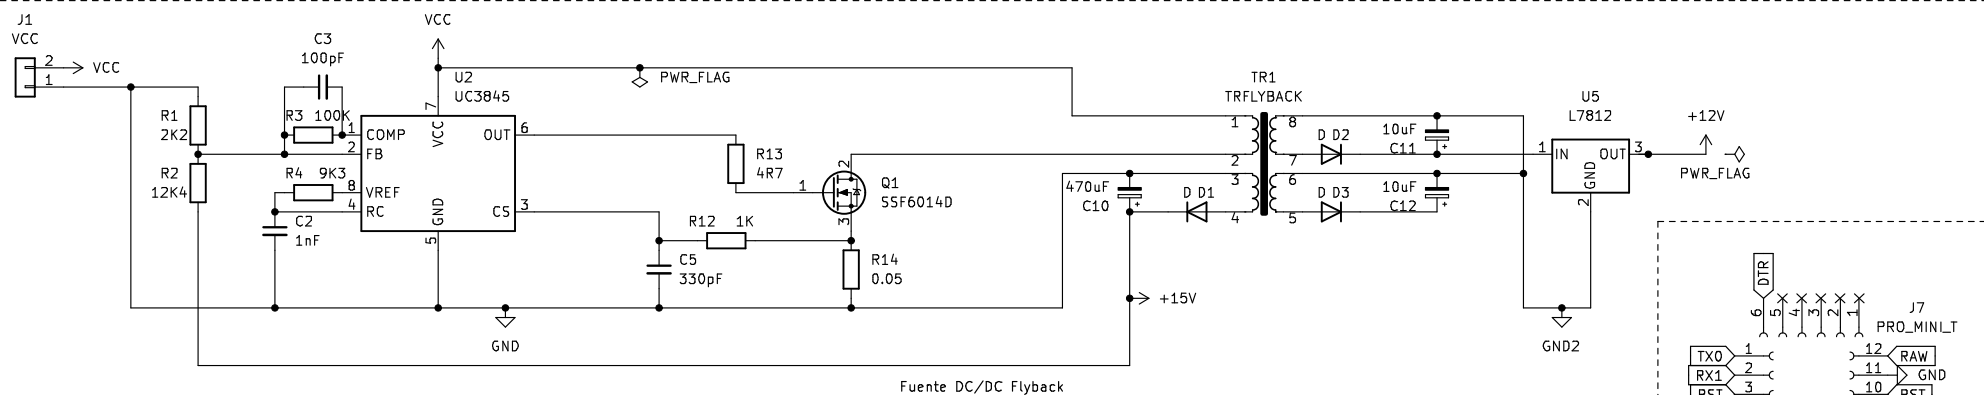 J1
VCC
2
VCC
1
C3
100pF
R1
2K2
R2
12K4
R3 100K
R4 9K3
C2
1nF
VCC
U2
UC3845
7
VCC
1 COMP
2 FB
8 VREF
4 RC
OUT 6
CS 3
GND
5
PWR_FLAG
R13
4R7
1
2
3
Q1
SSF6014D
R12 1K
C5
330pF
R14
0.05
GND
470uF
C10
+
D D1
+15V
TR1
TRFLYBACK
1
2
3
4
8
7
6
5
D D2
D D3
10uF
C11
+
10uF
C12
+
U5
L7812
1 IN
OUT 3
GND
2
+12V
PWR_FLAG
GND2
Fuente DC/DC Flyback
DTR
6
5
4
3
2
1
J7
PRO_MINI_T
TX0 1
RX1 2
RST 3
12 RAW
11 GND
10 RST